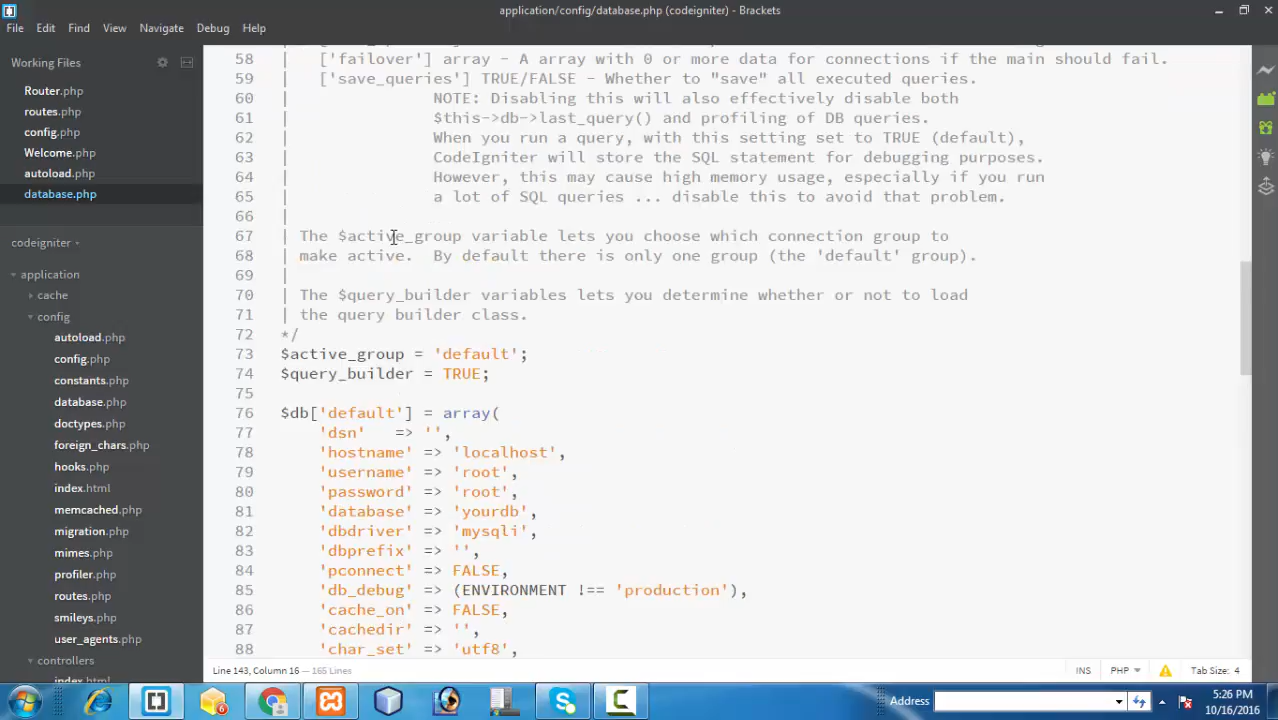 application/config/database.php (codeigniter) - Brackets
File Edit Find View Navigate Debug Help
Working Files
Router.php
routes.php
config.php
Welcome.php
autoload.php
database.php
codeigniter
application
cache
config
autoload.php
config.php
constants.php
database.php
doctypes.php
foreign_chars.php
hooks.php
index.html
memcached.php
migration.php
mimes.php
profiler.php
routes.php
smileys.php
user_agents.php
controllers
index.html
58 | ['failover'] array - A array with 0 or more data for connections if the main should fail.
59 | ['save_queries'] TRUE/FALSE - Whether to "save" all executed queries.
60 | NOTE: Disabling this will also effectively disable both
61 | $this->db->last_query() and profiling of DB queries.
62 | When you run a query, with this setting set to TRUE (default),
63 | CodeIgniter will store the SQL statement for debugging purposes.
64 | However, this may cause high memory usage, especially if you run
65 | a lot of SQL queries ... disable this to avoid that problem.
66 |
67 | The $active_group variable lets you choose which connection group to
68 | make active.  By default there is only one group (the 'default' group).
69 |
70 | The $query_builder variables lets you determine whether or not to load
71 | the query builder class.
72 */
73 $active_group = 'default';
74 $query_builder = TRUE;
75
76 $db['default'] = array(
77 'dsn'   => '',
78 'hostname' => 'localhost',
79 'username' => 'root',
80 'password' => 'root',
81 'database' => 'yourdb',
82 'dbdriver' => 'mysqli',
83 'dbprefix' => '',
84 'pconnect' => FALSE,
85 'db_debug' => (ENVIRONMENT !== 'production'),
86 'cache_on' => FALSE,
87 'cachedir' => '',
88 'char_set' => 'utf8',
Line 143, Column 16 — 165 Lines
INS PHP Tab Size: 4
Address
5:26 PM
10/16/2016